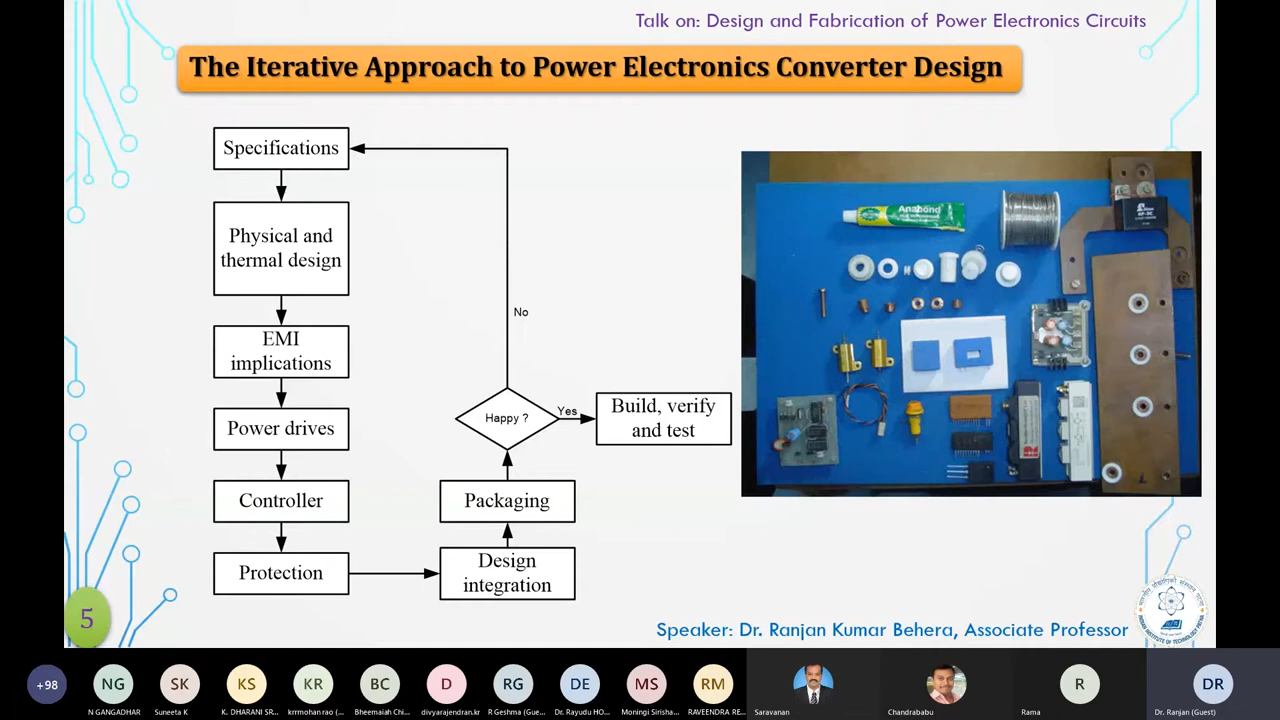 Talk on: Design and Fabrication of Power Electronics Circuits
The Iterative Approach to Power Electronics Converter Design
Specifications
Physical and
thermal design
EMI
implications
Power drives
Controller
Protection
Design
integration
Packaging
Happy ?
Yes
No
Build, verify
and test
Anabond
5
Speaker: Dr. Ranjan Kumar Behera, Associate Professor
+98
NG
N GANGADHAR
SK
Suneeta K
KS
K. DHARANI SR...
KR
krrmohan rao (...
BC
Bheemaiah Chi...
D
divyarajendran.kr
RG
R Geshma (Gue...
DE
Dr. Rayudu HO...
MS
Moningi Sirisha...
RM
RAVEENDRA RE...
Saravanan
Chandrababu
R
Rama
DR
Dr. Ranjan (Guest)